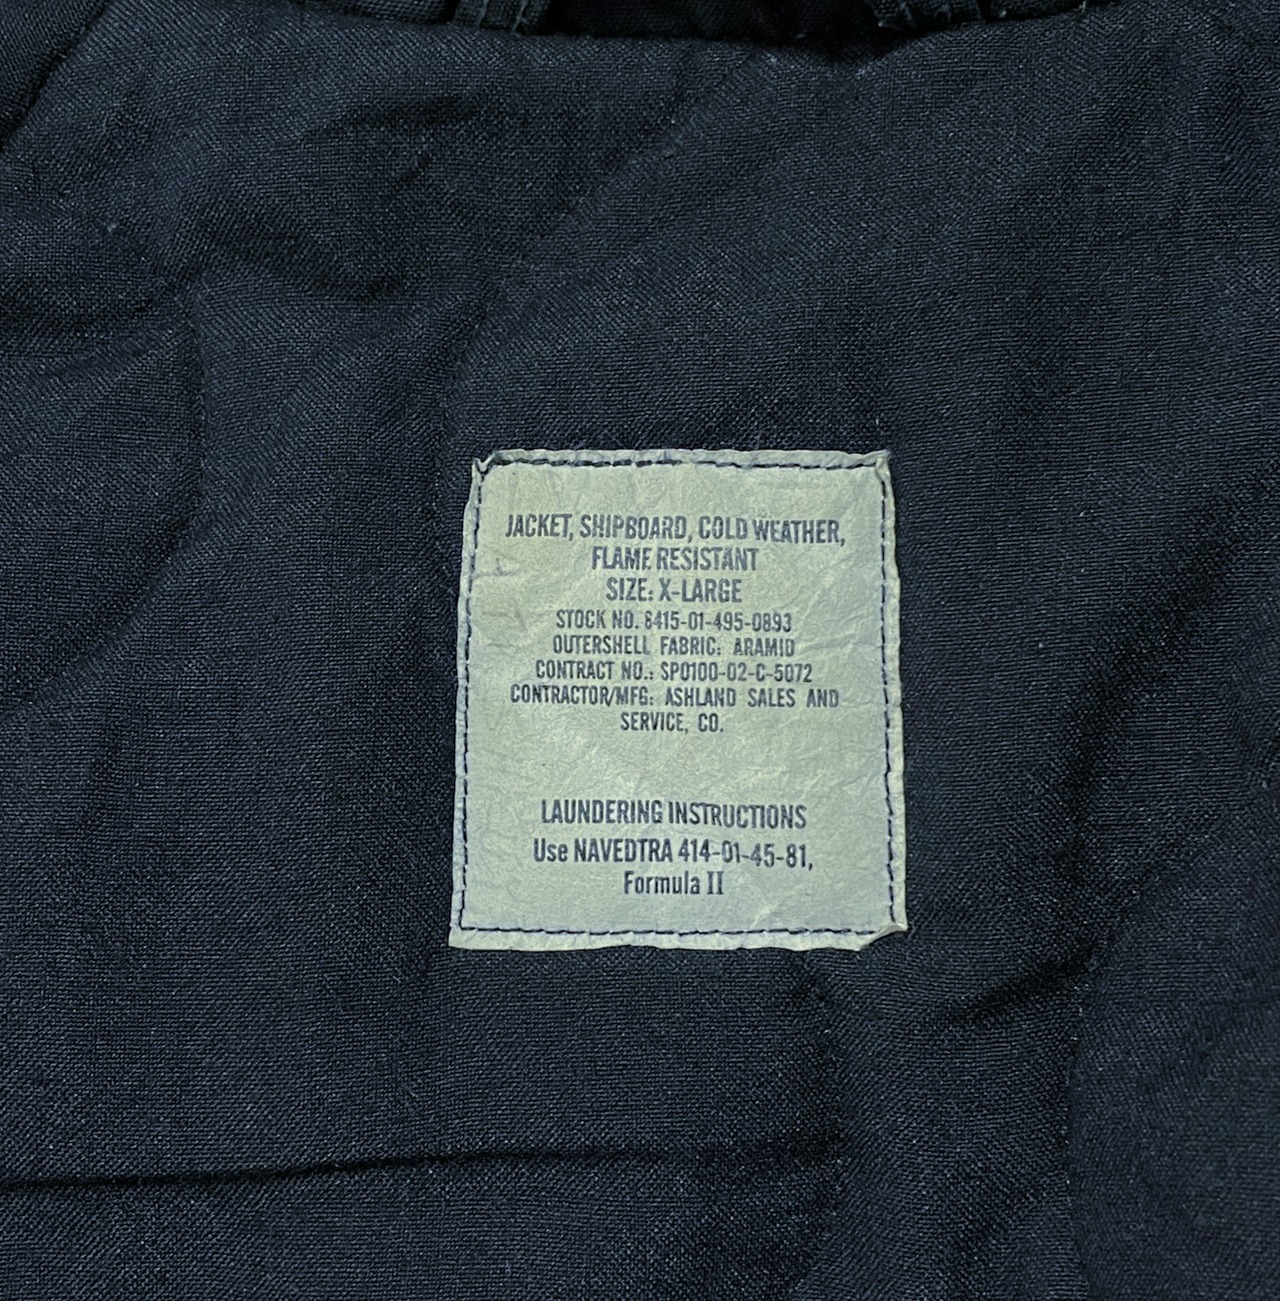 JACKET, SHIPBOARD, COLD WEATHER,
FLAME RESISTANT
SIZE: X-LARGE
STOCK NO. 8415-01-495-0893
OUTERSHELL FABRIC: ARAMID
CONTRACT NO.: SPO100-02-C-5072
CONTRACTOR/MFG: ASHLAND SALES AND
SERVICE, CO.
LAUNDERING INSTRUCTIONS
Use NAVEDTRA 414-01-45-81,
Formula II